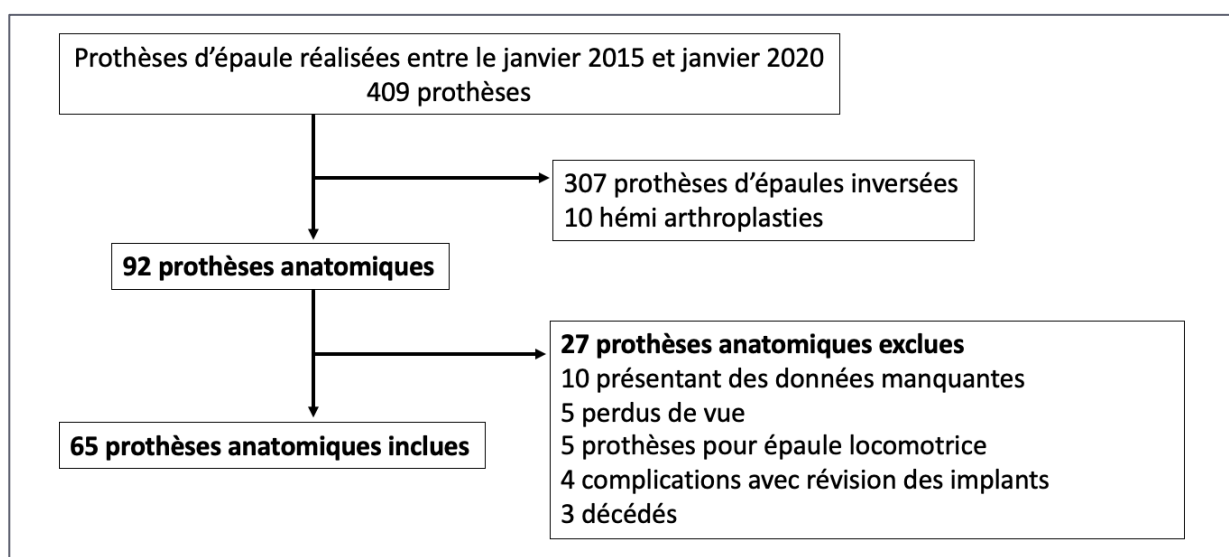 Prothèses d'épaule réalisées entre le janvier 2015 et janvier 2020
409 prothèses
307 prothèses d'épaules inversées
10 hémi arthroplasties
92 prothèses anatomiques
27 prothèses anatomiques exclues
10 présentant des données manquantes
5 perdus de vue
5 prothèses pour épaule locomotrice
4 complications avec révision des implants
3 décédés
65 prothèses anatomiques inclues